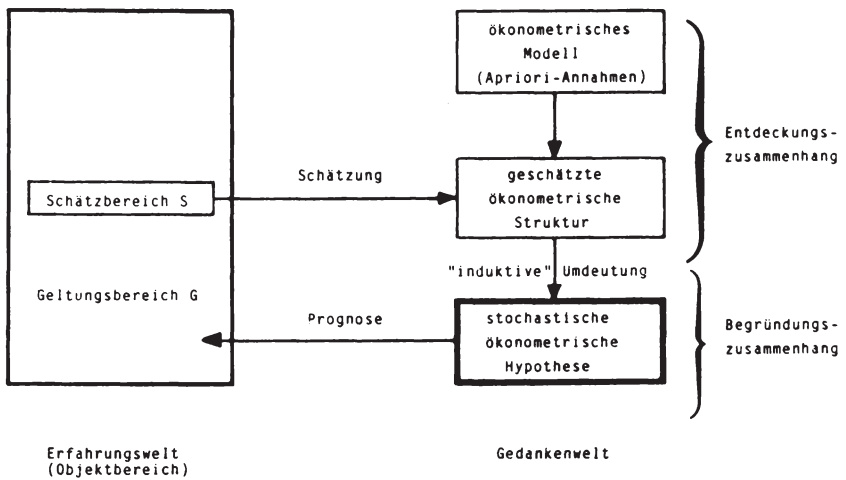 ökonometrisches
Modell
(Apriori-Annahmen)
Entdeckungs-
zusammenhang
Schätzung
geschätzte
ökonometrische
Struktur
Schätzbereich S
"induktive" Umdeutung
Geltungsbereich G
Prognose
stochastische
ökonometrische
Hypothese
Begründungs-
zusammenhang
Erfahrungswelt
(Objektbereich)
Gedankenwelt